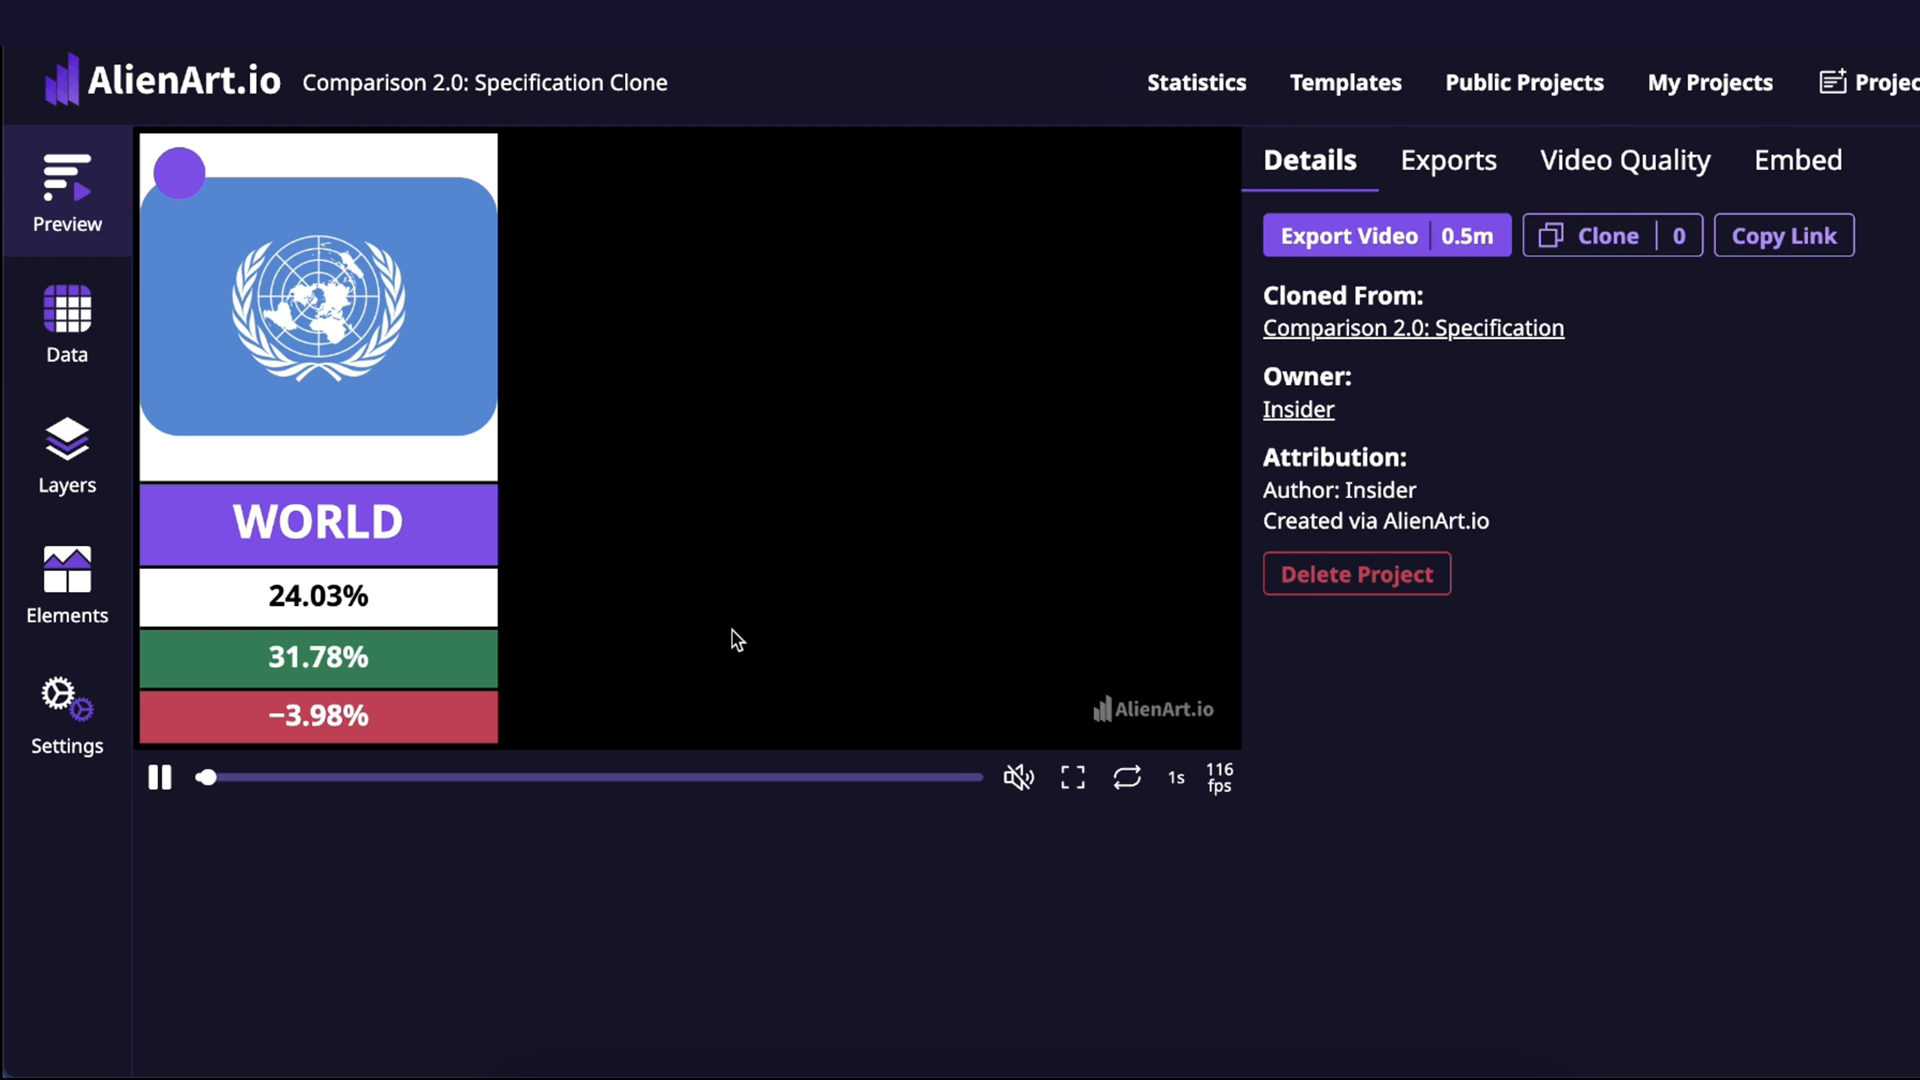 AlienArt.io
Comparison 2.0: Specification Clone
Statistics
Templates
Public Projects
My Projects
Projec
Preview
Data
Layers
Elements
Settings
WORLD
24.03%
31.78%
−3.98%
AlienArt.io
1s
116
fps
Details
Exports
Video Quality
Embed
Export Video 0.5m
Clone 0
Copy Link
Cloned From:
Comparison 2.0: Specification
Owner:
Insider
Attribution:
Author: Insider
Created via AlienArt.io
Delete Project